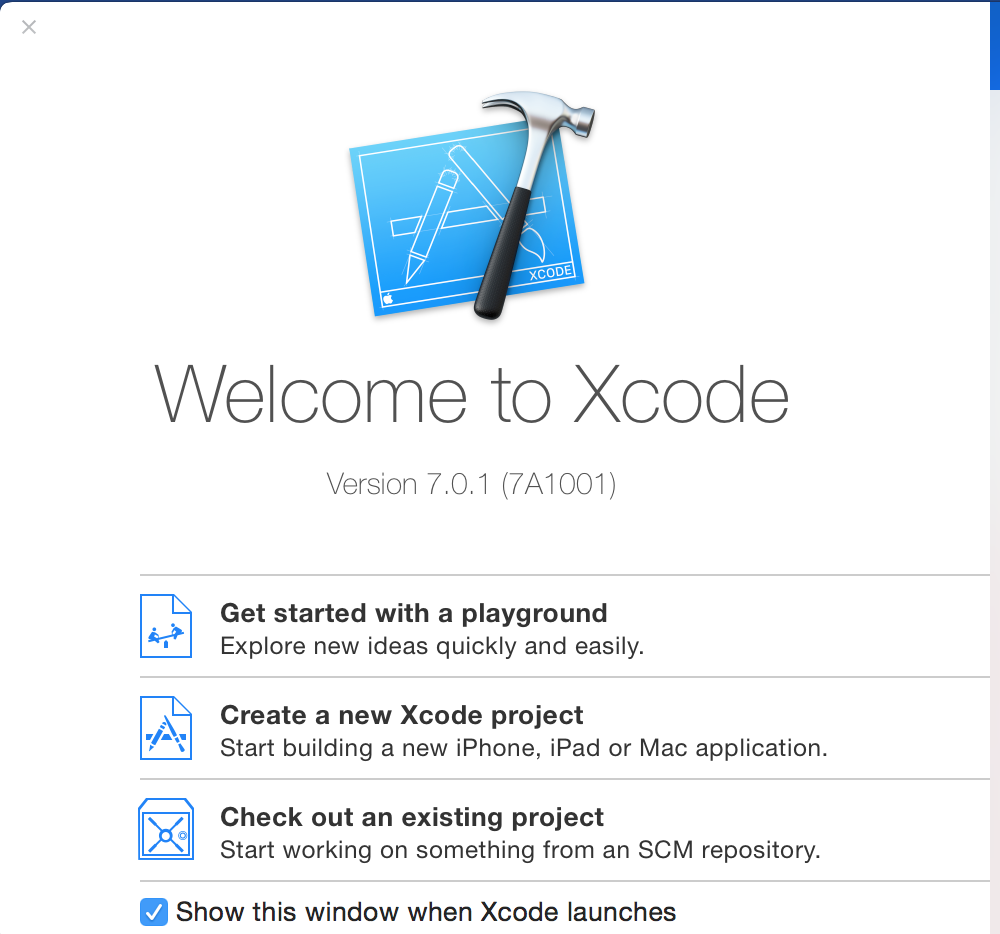 XCODE
Welcome to Xcode
Version 7.0.1 (7A1001)
Get started with a playground
Explore new ideas quickly and easily.
Create a new Xcode project
Start building a new iPhone, iPad or Mac application.
Check out an existing project
Start working on something from an SCM repository.
Show this window when Xcode launches